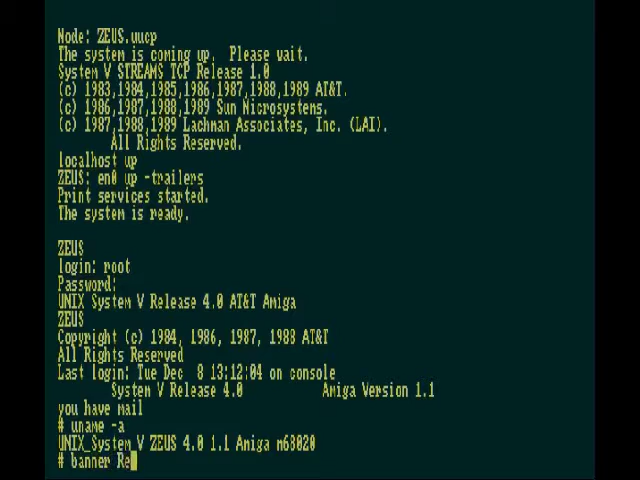 Node: ZEUS.uucp
The system is coming up.  Please wait.
System V STREAMS TCP Release 1.0
(c) 1983,1984,1985,1986,1987,1988,1989 AT&T.
(c) 1986,1987,1988,1989 Sun Microsystems.
(c) 1987,1988,1989 Lachman Associates, Inc. (LAI).
All Rights Reserved.
localhost up
ZEUS: en0 up -trailers
Print services started.
The system is ready.
ZEUS
login: root
Password:
UNIX System V Release 4.0 AT&T Amiga
ZEUS
Copyright (c) 1984, 1986, 1987, 1988 AT&T
All Rights Reserved
Last login: Tue Dec  8 13:12:04 on console
System V Release 4.0          Amiga Version 1.1
you have mail
# uname -a
UNIX_System_V ZEUS 4.0 1.1 Amiga m68020
# banner Re